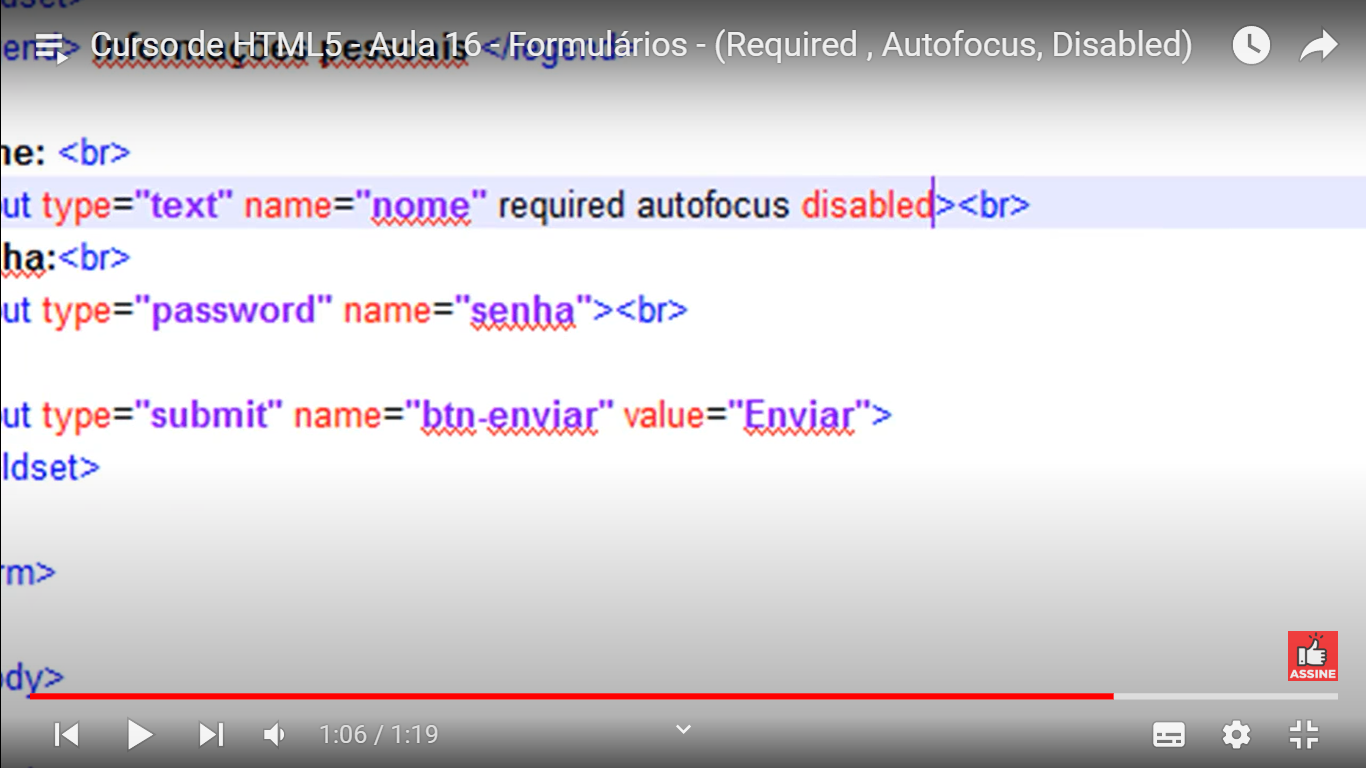 dset>
Curso de HTML5 - Aula 16 - Formulários - (Required , Autofocus, Disabled)
end> Informações pessoais </legend>
ne: <br>
ut type="text" name="nome" required autofocus disabled><br>
ha:<br>
ut type="password" name="senha"><br>
ut type="submit" name="btn-enviar" value="Enviar">
ldset>
rm>
ody>
ASSINE
1:06 / 1:19